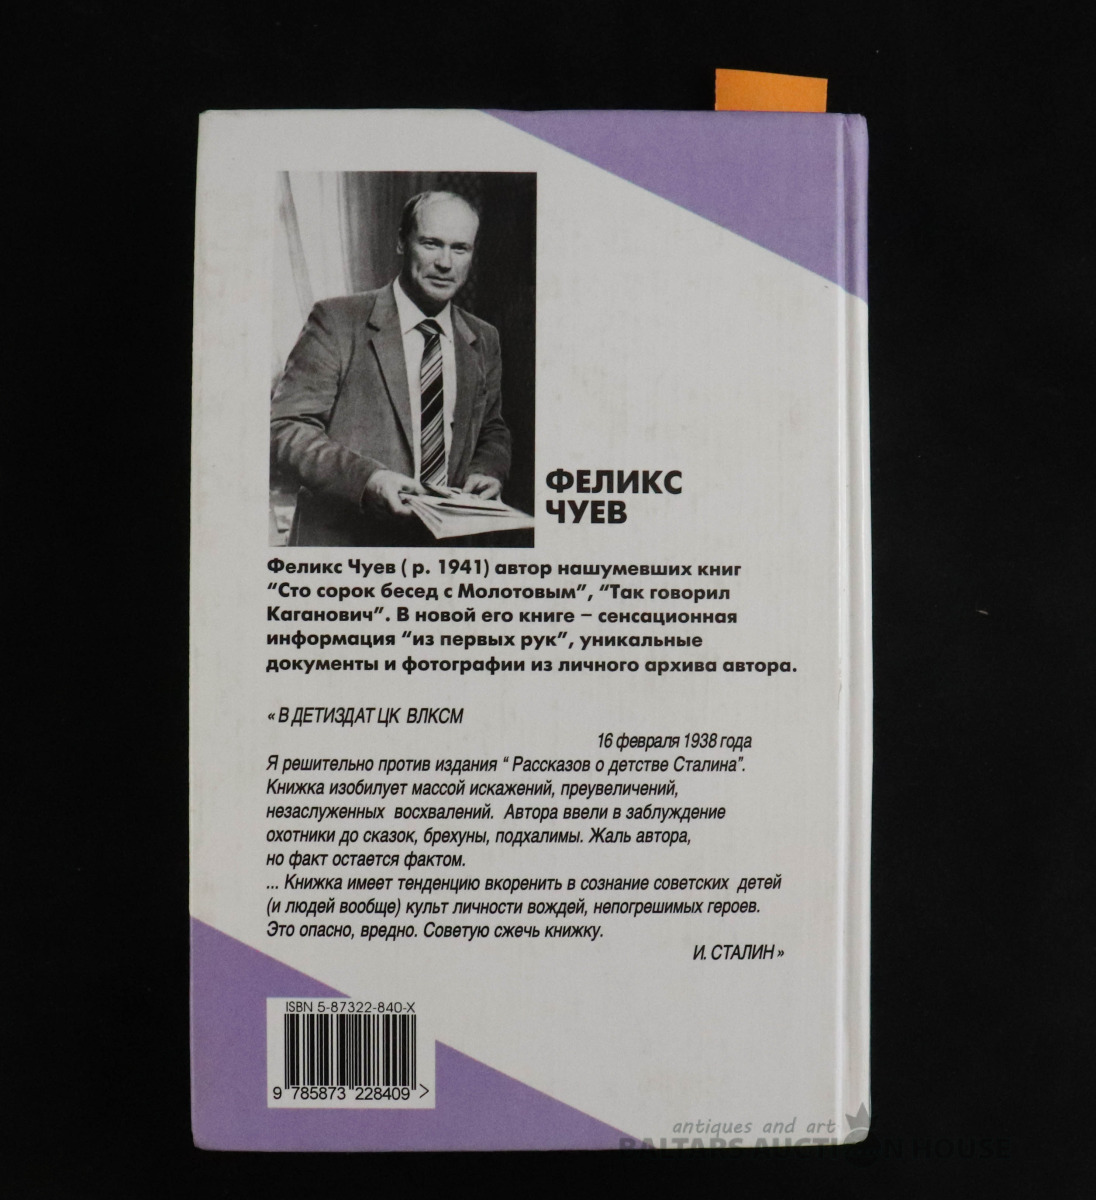 ФЕЛИКС
ЧУЕВ
Феликс Чуев ( р. 1941) автор нашумевших книг
“Сто сорок бесед с Молотовым”, “Так говорил
Каганович”. В новой его книге – сенсационная
информация “из первых рук”, уникальные
документы и фотографии из личного архива автора.
« В ДЕТИЗДАТ ЦК ВЛКСМ
16 февраля 1938 года
Я решительно против издания “ Рассказов о детстве Сталина”.
Книжка изобилует массой искажений, преувеличений,
незаслуженных восхвалений. Автора ввели в заблуждение
охотники до сказок, брехуны, подхалимы. Жаль автора,
но факт остается фактом.
... Книжка имеет тенденцию вкоренить в сознание советских детей
(и людей вообще) культ личности вождей, непогрешимых героев.
Это опасно, вредно. Советую сжечь книжку.
И. СТАЛИН »
ISBN 5-87322-840-X
9 785873 228409 >
antiques and art
BALTARS AUCTION HOUSE